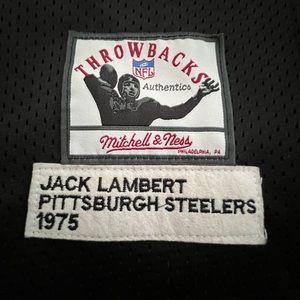 THROWBACKS
NFL
Authentics
Mitchell & Ness
PHILADELPHIA, PA
JACK LAMBERT
PITTSBURGH STEELERS
1975